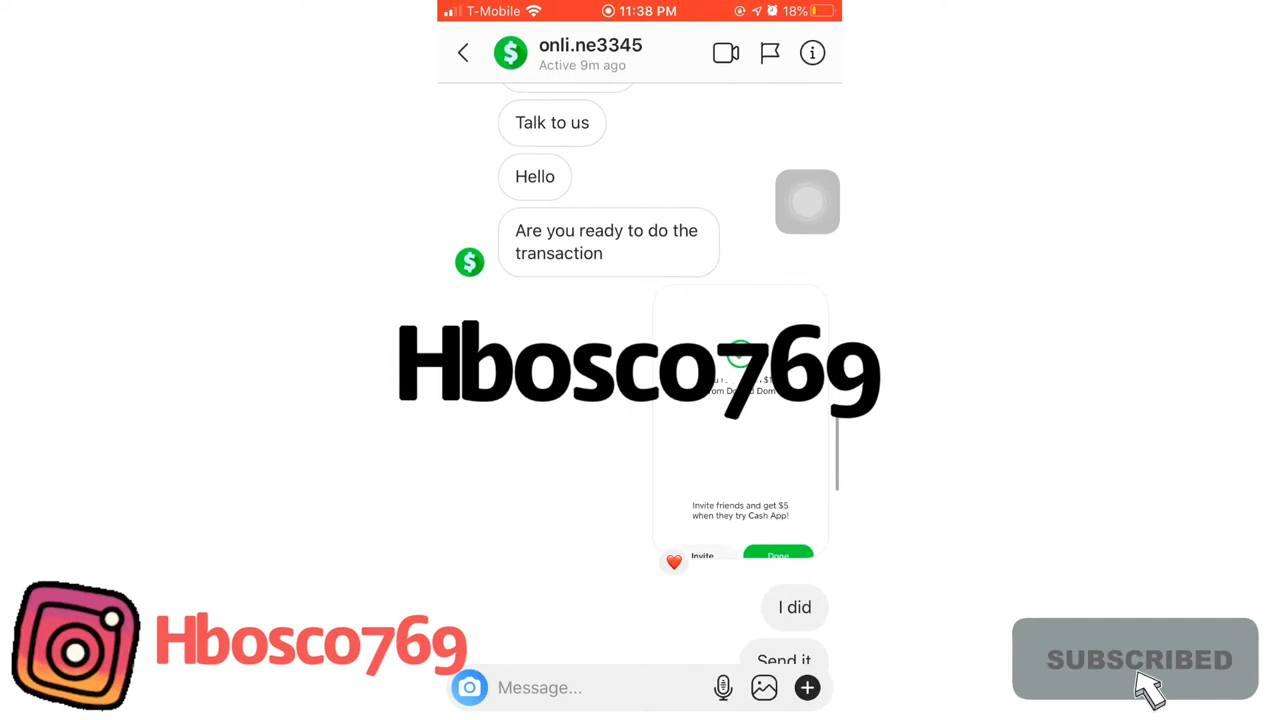 T-Mobile 11:38 PM 18%
onli.ne3345
Active 9m ago
Talk to us
Hello
Are you ready to do the
transaction
Hbosco769
Invite friends and get $5
when they try Cash App!
Invite Done
I did
Send it
Message...
Hbosco769
SUBSCRIBED